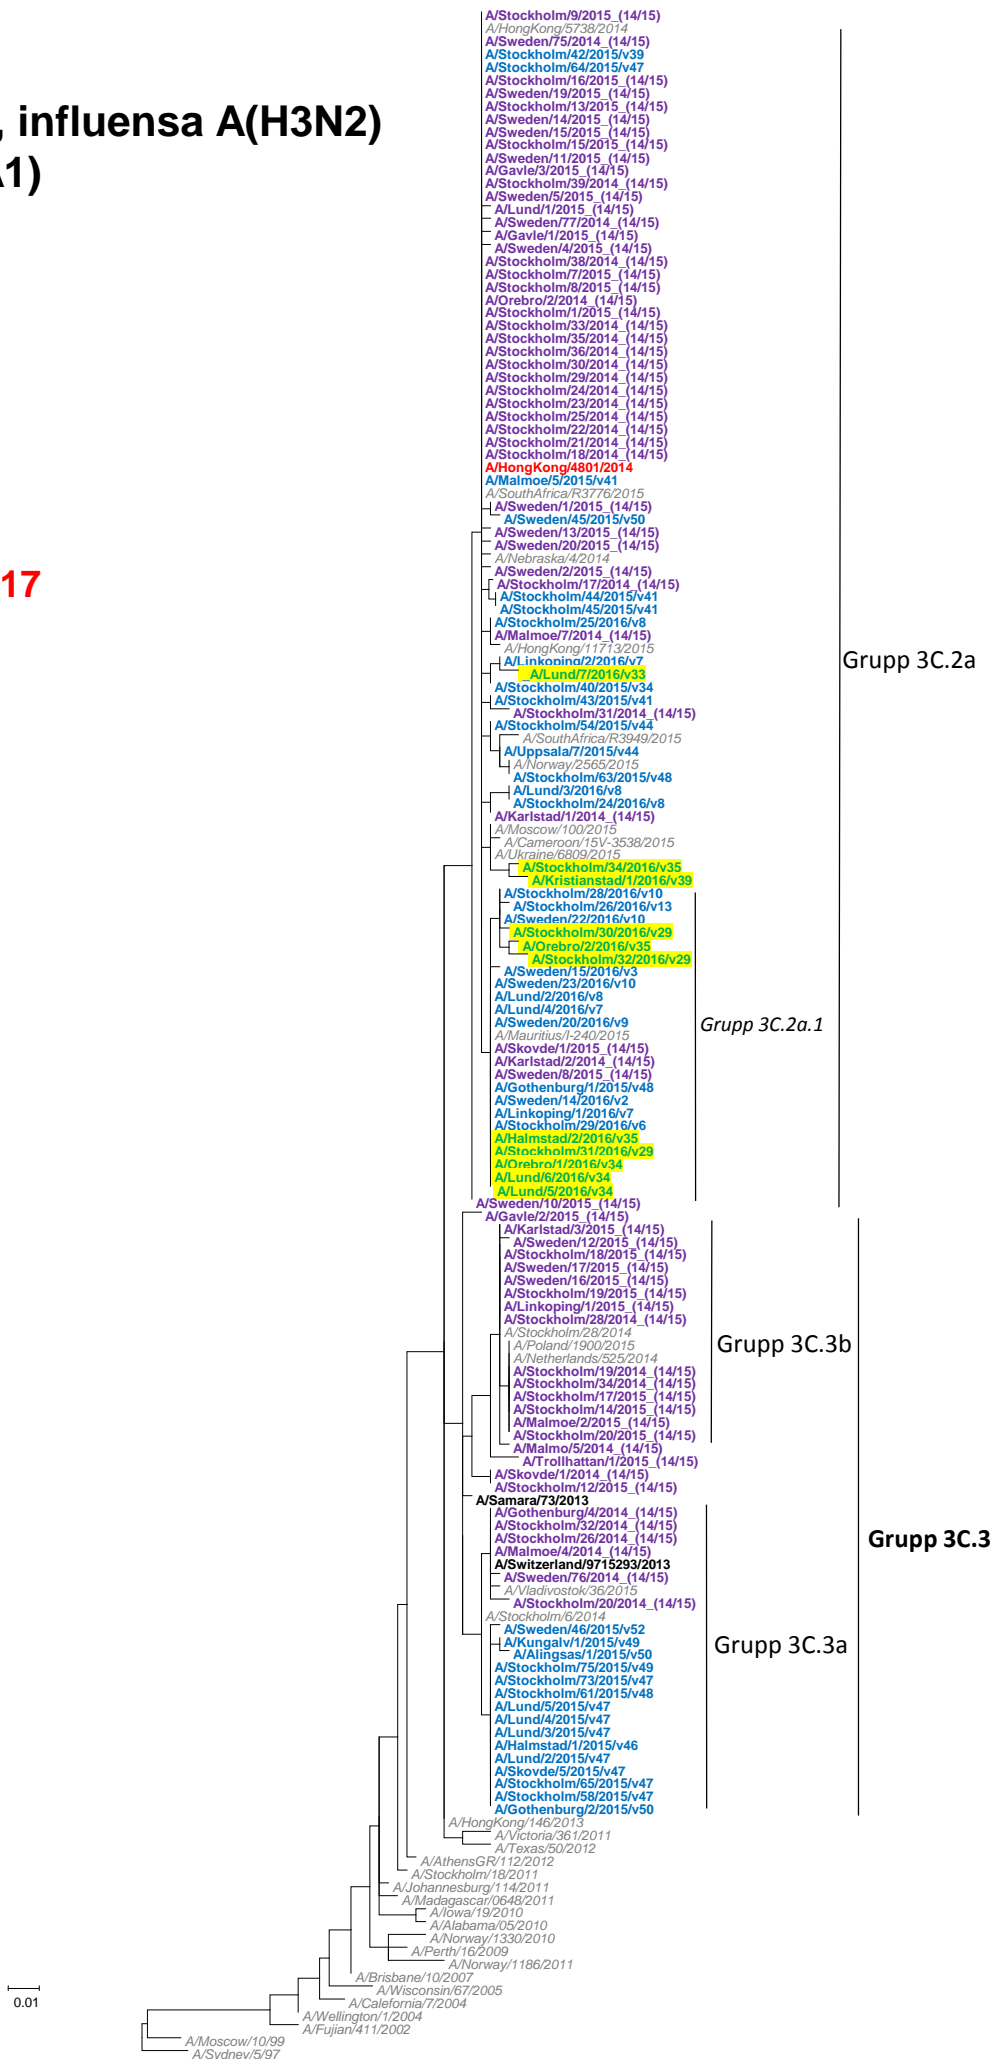 A/Stockholm/9/2015_(14/15)
A/HongKong/5738/2014
A/Sweden/75/2014_(14/15)
A/Stockholm/42/2015/v39
A/Stockholm/64/2015/v47
A/Stockholm/16/2015_(14/15)
A/Sweden/19/2015_(14/15)
A/Stockholm/13/2015_(14/15)
, influensa A(H3N2)
A/Sweden/14/2015_(14/15)
A/Sweden/15/2015_(14/15)
A/Stockholm/15/2015_(14/15)
A/Sweden/11/2015_(14/15)
A/Gavle/3/2015_(14/15)
A1)
A/Stockholm/39/2014_(14/15)
A/Sweden/5/2015_(14/15)
A/Lund/1/2015_(14/15)
A/Sweden/77/2014_(14/15)
A/Gavle/1/2015_(14/15)
A/Sweden/4/2015_(14/15)
A/Stockholm/38/2014_(14/15)
A/Stockholm/7/2015_(14/15)
A/Stockholm/8/2015_(14/15)
A/Orebro/2/2014_(14/15)
A/Stockholm/1/2015_(14/15)
A/Stockholm/33/2014_(14/15)
A/Stockholm/35/2014_(14/15)
A/Stockholm/36/2014_(14/15)
A/Stockholm/30/2014_(14/15)
A/Stockholm/29/2014_(14/15)
A/Stockholm/24/2014_(14/15)
A/Stockholm/23/2014_(14/15)
A/Stockholm/25/2014_(14/15)
A/Stockholm/22/2014_(14/15)
A/Stockholm/21/2014_(14/15)
A/Stockholm/18/2014_(14/15)
A/HongKong/4801/2014
A/Malmoe/5/2015/v41
A/SouthAfrica/R3776/2015
A/Sweden/1/2015_(14/15)
A/Sweden/45/2015/v50
A/Sweden/13/2015_(14/15)
A/Sweden/20/2015_(14/15)
A/Nebraska/4/2014
A/Sweden/2/2015_(14/15)
17
A/Stockholm/17/2014_(14/15)
A/Stockholm/44/2015/v41
A/Stockholm/45/2015/v41
A/Stockholm/25/2016/v8
A/Malmoe/7/2014_(14/15)
A/HongKong/11713/2015
A/Linkoping/2/2016/v7
Grupp 3C.2a
_A/Lund/7/2016/v33
A/Stockholm/40/2015/v34
A/Stockholm/43/2015/v41
A/Stockholm/31/2014_(14/15)
A/Stockholm/54/2015/v44
A/SouthAfrica/R3949/2015
A/Uppsala/7/2015/v44
A/Norway/2565/2015
A/Stockholm/63/2015/v48
A/Lund/3/2016/v8
A/Stockholm/24/2016/v8
A/Karlstad/1/2014_(14/15)
A/Moscow/100/2015
A/Cameroon/15V-3538/2015
A/Ukraine/6809/2015
A/Stockholm/34/2016/v35
A/Kristianstad/1/2016/v39
A/Stockholm/28/2016/v10
A/Stockholm/26/2016/v13
A/Sweden/22/2016/v10
A/Stockholm/30/2016/v29
A/Orebro/2/2016/v35
A/Stockholm/32/2016/v29
A/Sweden/15/2016/v3
A/Sweden/23/2016/v10
A/Lund/2/2016/v8
A/Lund/4/2016/v7
A/Sweden/20/2016/v9
Grupp 3C.2a.1
A/Mauritius/I-240/2015
A/Skovde/1/2015_(14/15)
A/Karlstad/2/2014_(14/15)
A/Sweden/8/2015_(14/15)
A/Gothenburg/1/2015/v48
A/Sweden/14/2016/v2
A/Linkoping/1/2016/v7
A/Stockholm/29/2016/v6
A/Halmstad/2/2016/v35
A/Stockholm/31/2016/v29
A/Orebro/1/2016/v34
A/Lund/6/2016/v34
A/Lund/5/2016/v34
A/Sweden/10/2015_(14/15)
A/Gavle/2/2015_(14/15)
A/Karlstad/3/2015_(14/15)
A/Sweden/12/2015_(14/15)
A/Stockholm/18/2015_(14/15)
A/Sweden/17/2015_(14/15)
A/Sweden/16/2015_(14/15)
A/Stockholm/19/2015_(14/15)
A/Linkoping/1/2015_(14/15)
A/Stockholm/28/2014_(14/15)
A/Stockholm/28/2014
A/Poland/1900/2015
Grupp 3C.3b
A/Netherlands/525/2014
A/Stockholm/19/2014_(14/15)
A/Stockholm/34/2014_(14/15)
A/Stockholm/17/2015_(14/15)
A/Stockholm/14/2015_(14/15)
A/Malmoe/2/2015_(14/15)
A/Stockholm/20/2015_(14/15)
A/Malmo/5/2014_(14/15)
A/Trollhattan/1/2015_(14/15)
A/Skovde/1/2014_(14/15)
A/Stockholm/12/2015_(14/15)
A/Samara/73/2013
A/Gothenburg/4/2014_(14/15)
A/Stockholm/32/2014_(14/15)
A/Stockholm/26/2014_(14/15)
Grupp 3C.3
A/Malmoe/4/2014_(14/15)
A/Switzerland/9715293/2013
A/Sweden/76/2014_(14/15)
A/Vladivostok/36/2015
A/Stockholm/20/2014_(14/15)
A/Stockholm/6/2014
A/Sweden/46/2015/v52
A/Kungalv/1/2015/v49
Grupp 3C.3a
A/Alingsas/1/2015/v50
A/Stockholm/75/2015/v49
A/Stockholm/73/2015/v47
A/Stockholm/61/2015/v48
A/Lund/5/2015/v47
A/Lund/4/2015/v47
A/Lund/3/2015/v47
A/Halmstad/1/2015/v46
A/Lund/2/2015/v47
A/Skovde/5/2015/v47
A/Stockholm/65/2015/v47
A/Stockholm/58/2015/v47
A/Gothenburg/2/2015/v50
A/HongKong/146/2013
A/Victoria/361/2011
A/Texas/50/2012
A/AthensGR/112/2012
A/Stockholm/18/2011
A/Johannesburg/114/2011
A/Madagascar/0648/2011
A/Iowa/19/2010
A/Alabama/05/2010
A/Norway/1330/2010
A/Perth/16/2009
A/Norway/1186/2011
A/Brisbane/10/2007
A/Wisconsin/67/2005
A/Calefornia/7/2004
0.01
A/Wellington/1/2004
A/Fujian/411/2002
A/Moscow/10/99
A/Sydney/5/97